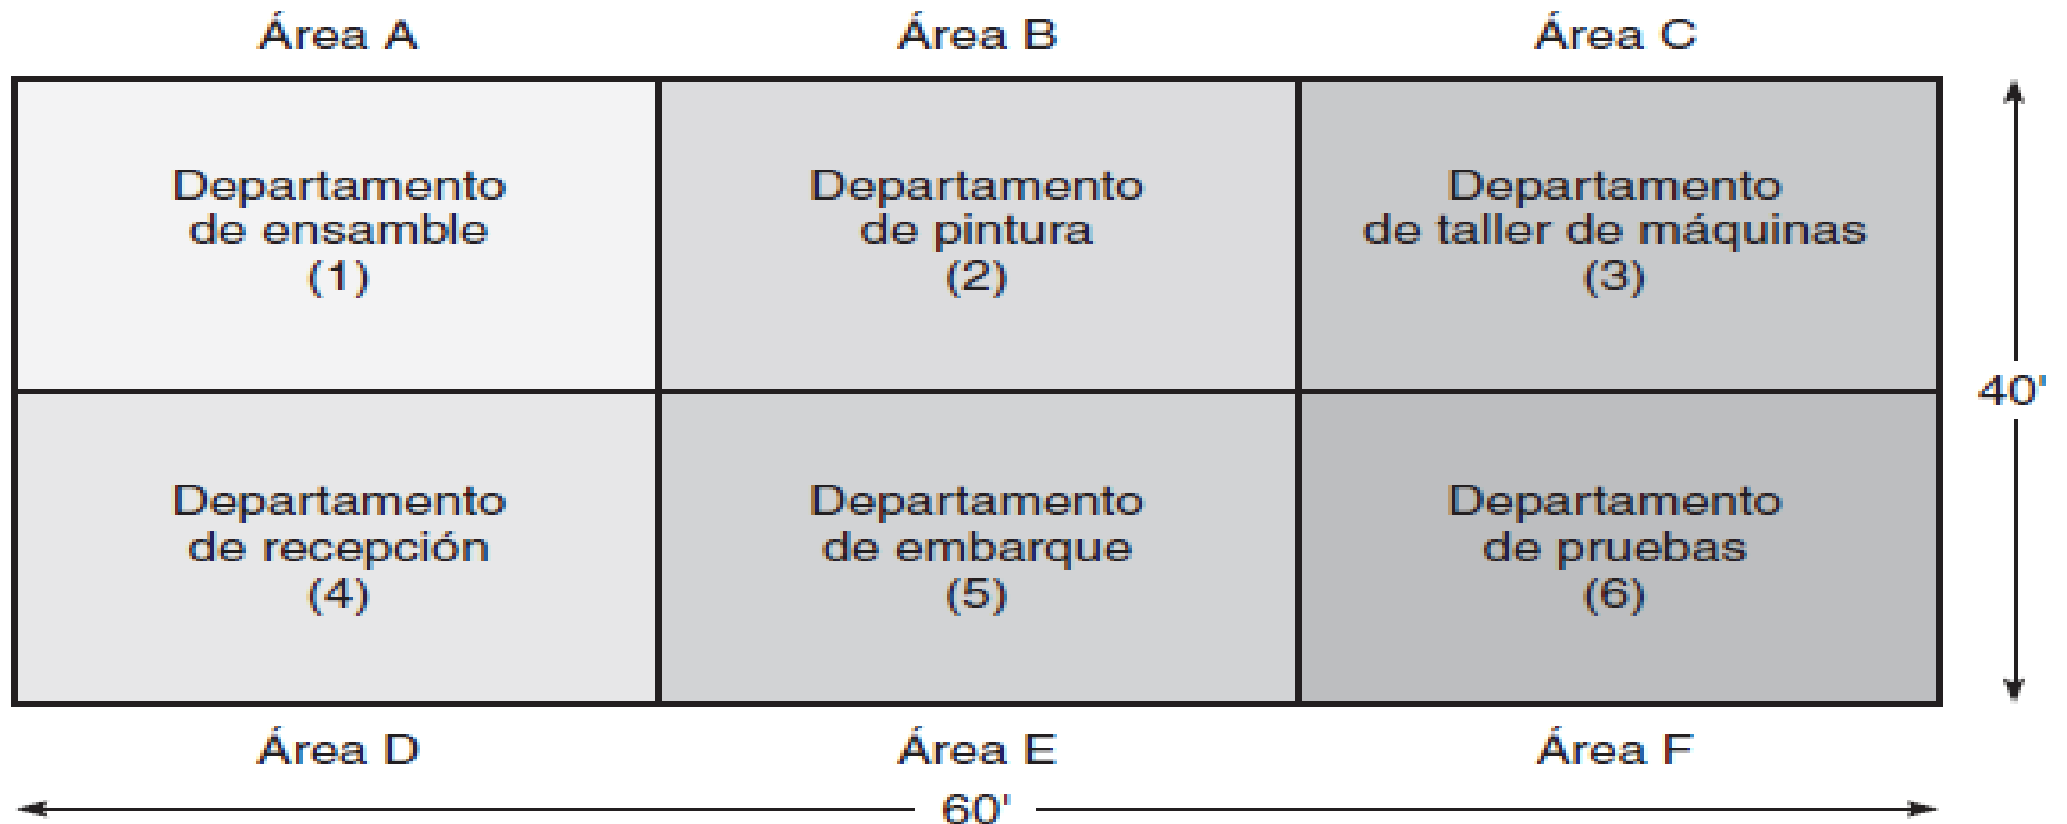 Área A
Área B
Área C
Departamento
de ensamble
(1)
Departamento
de pintura
(2)
Departamento
de taller de máquinas
(3)
40'
Departamento
de recepción
(4)
Departamento
de embarque
(5)
Departamento
de pruebas
(6)
Área D
Área E
Área F
60'